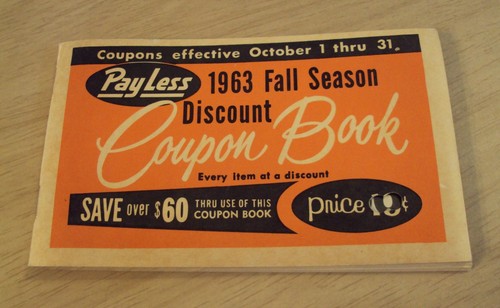 Coupons effective October 1 thru 31.
PayLess
1963 Fall Season
Discount
Coupon Book
Every item at a discount
SAVE over $60 THRU USE OF THIS
COUPON BOOK
Price